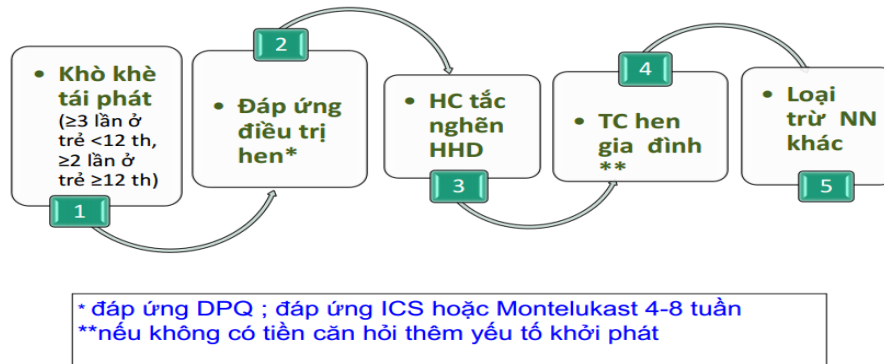 1
• Khò khè
tái phát
(≥3 lần ở
trẻ <12 th,
≥2 lần ở
trẻ ≥12 th)
2
• Đáp ứng
điều trị
hen*
3
• HC tắc
nghẽn
HHD
4
• TC hen
gia đình
**
5
• Loại
trừ NN
khác
* đáp ứng DPQ ; đáp ứng ICS hoặc Montelukast 4-8 tuần
**nếu không có tiền căn hỏi thêm yếu tố khởi phát